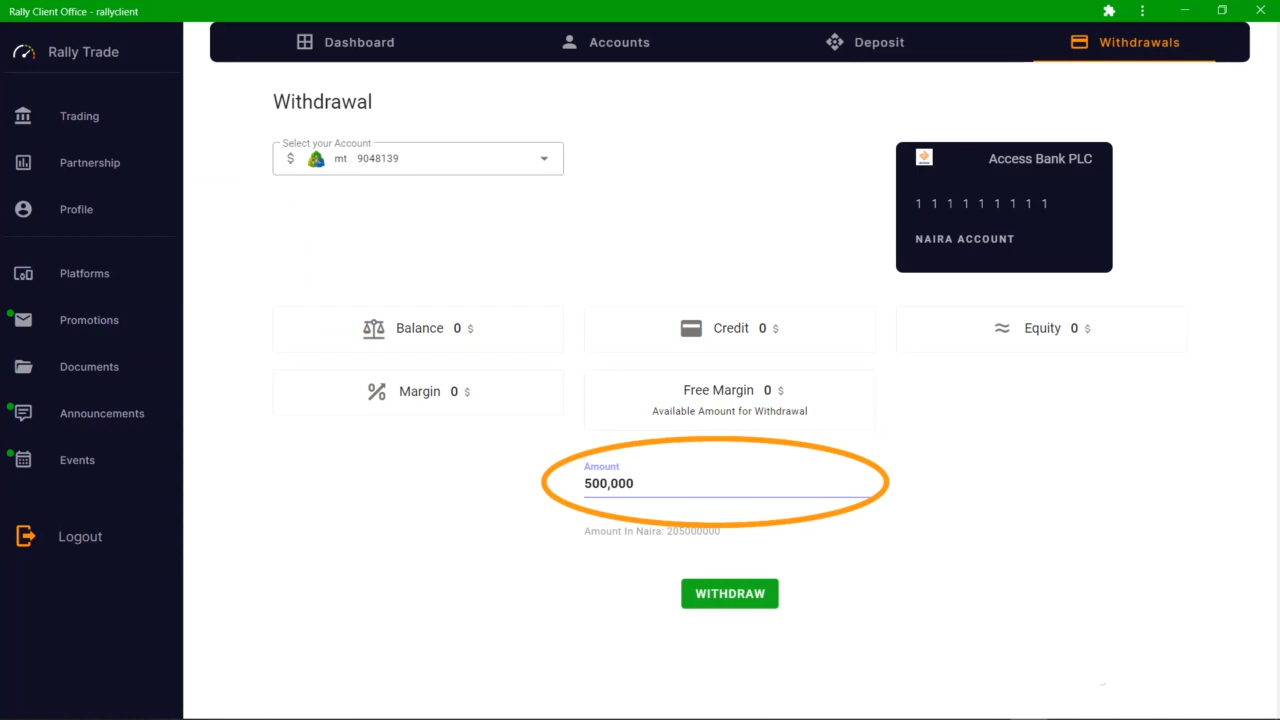 Rally Client Office - rallyclient
Rally Trade
Dashboard
Accounts
Deposit
Withdrawals
Trading
Partnership
Profile
Platforms
Promotions
Documents
Announcements
Events
Logout
Withdrawal
Select your Account
$ mt 9048139
Access Bank PLC
1 1 1 1 1 1 1 1 1
NAIRA ACCOUNT
Balance 0 $
Credit 0 $
Equity 0 $
Margin 0 $
Free Margin 0 $
Available Amount for Withdrawal
Amount
500,000
Amount In Naira: 205000000
WITHDRAW